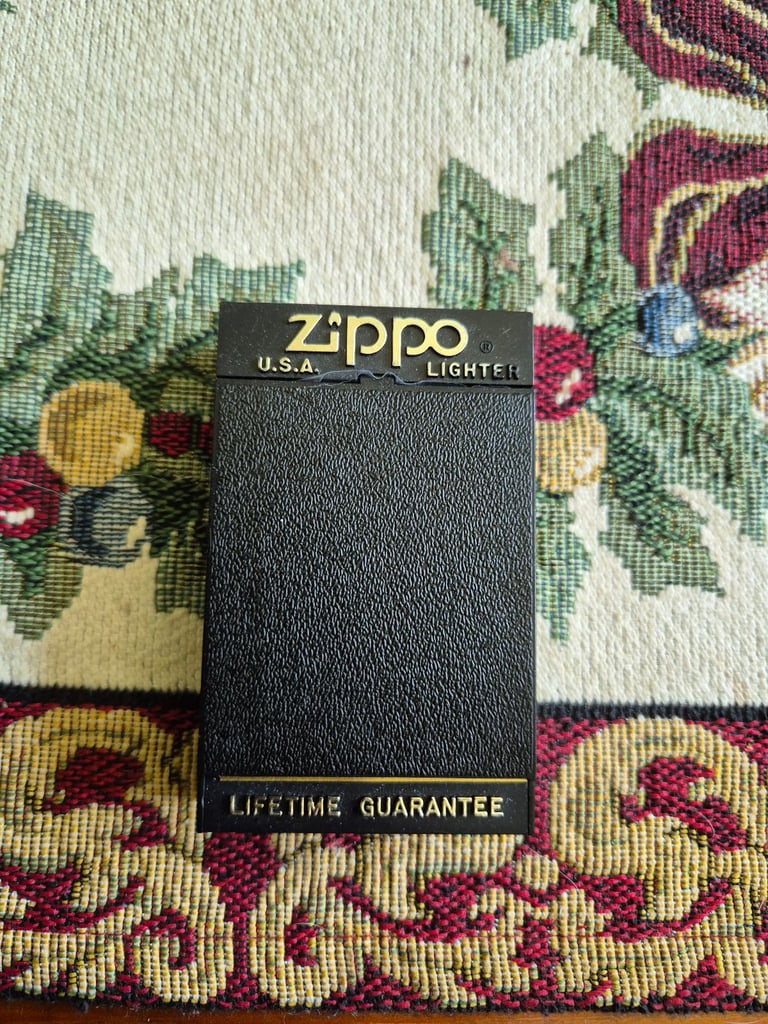 Zippo ®
U.S.A. LIGHTER
LIFETIME GUARANTEE